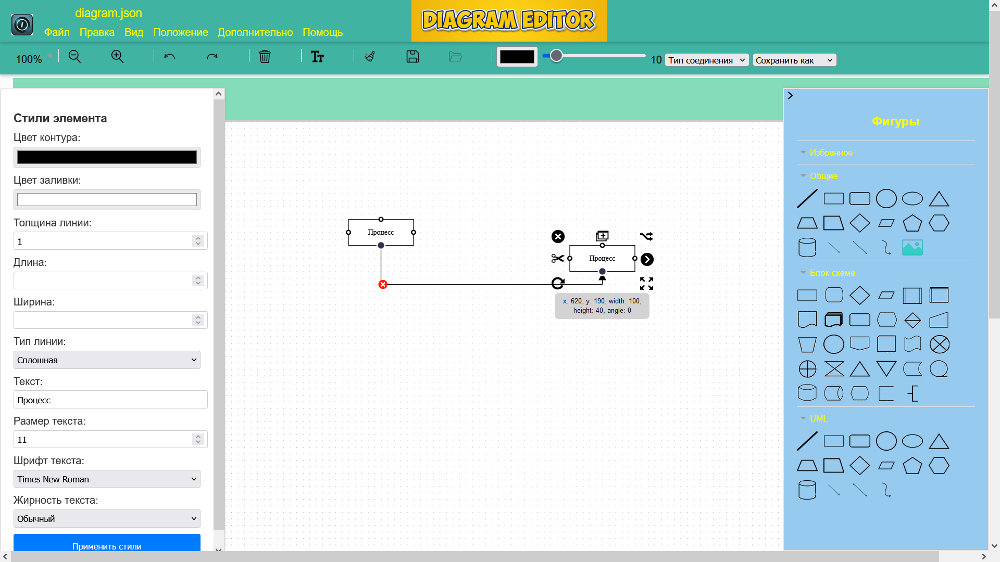 diagram.json
DIAGRAM EDITOR
Файл Правка Вид Положение Дополнительно Помощь
100%
10
Тип соединения
Сохранить как
Стили элемента
Цвет контура:
Цвет заливки:
Толщина линии:
1
Длина:
Ширина:
Тип линии:
Сплошная
Текст:
Процесс
Размер текста:
11
Шрифт текста:
Times New Roman
Жирность текста:
Обычный
Применить стили
Процесс
Процесс
x: 620, y: 190, width: 100,
height: 40, angle: 0
Фигуры
Избранное
Общие
Блок-схема
UML